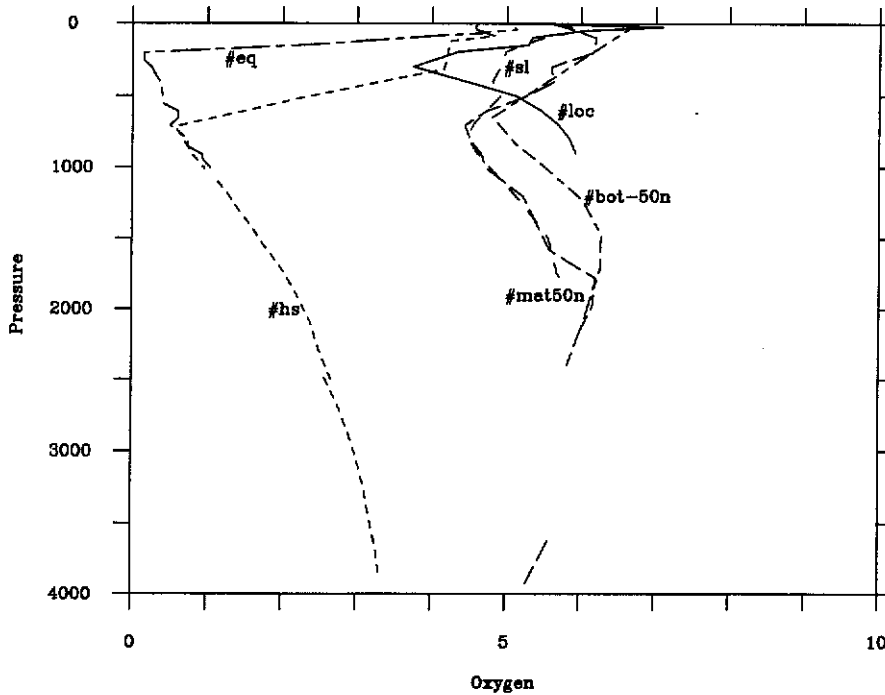 0
#eq
#sl
#loc
1000
#bot-50n
Pressure
#mat50n
2000
#hs
3000
4000
0 5 10
Oxygen